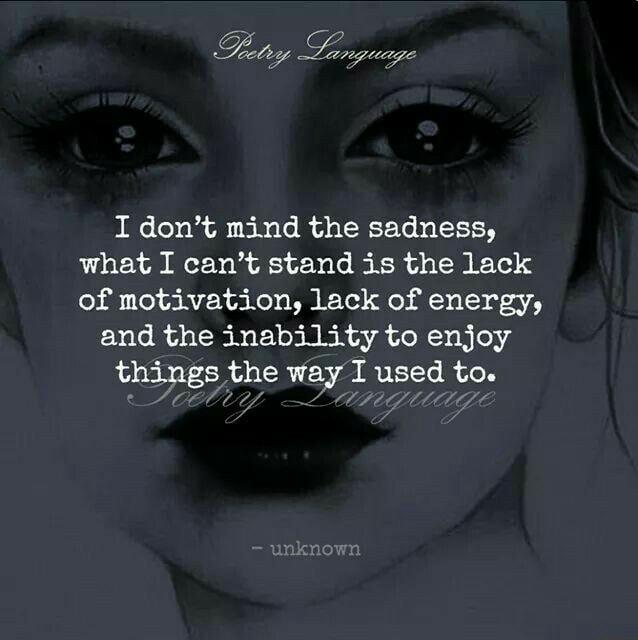 Poetry Language
I don't mind the sadness,
what I can't stand is the lack
of motivation, lack of energy,
and the inability to enjoy
things the way I used to.
Poetry Language
– unknown